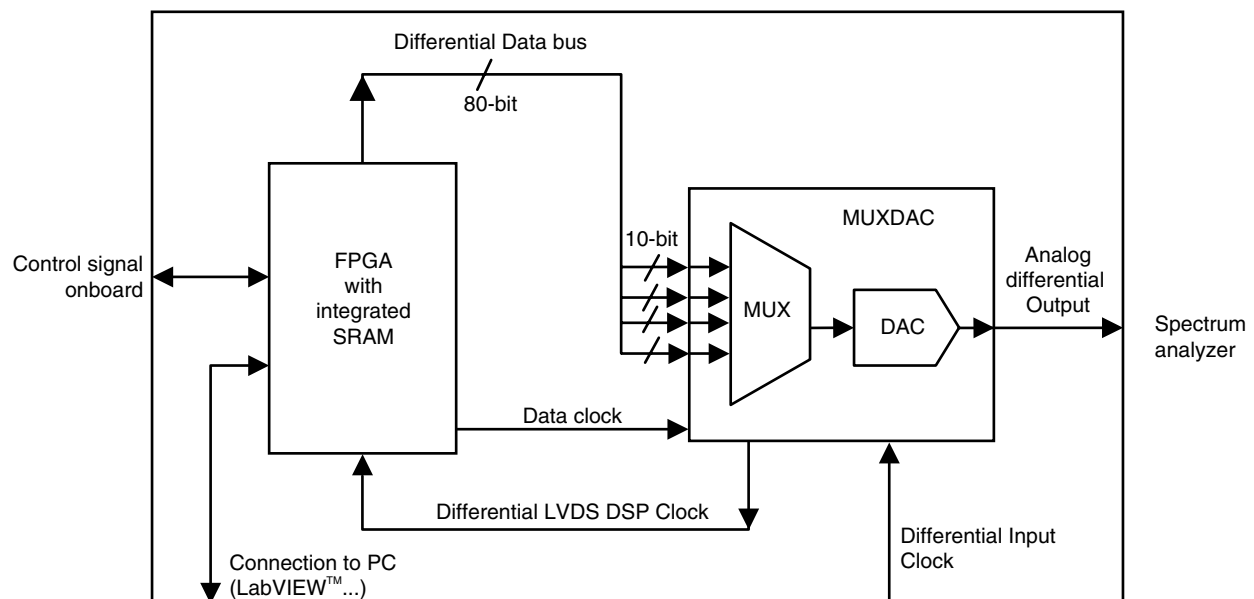 Differential Data bus
80-bit
MUXDAC
10-bit
Control signal
onboard
FPGA
with
integrated
SRAM
MUX
DAC
Analog
differential
Output
Spectrum
analyzer
Data clock
Differential LVDS DSP Clock
Connection to PC
(LabVIEW™...)
Differential Input
Clock